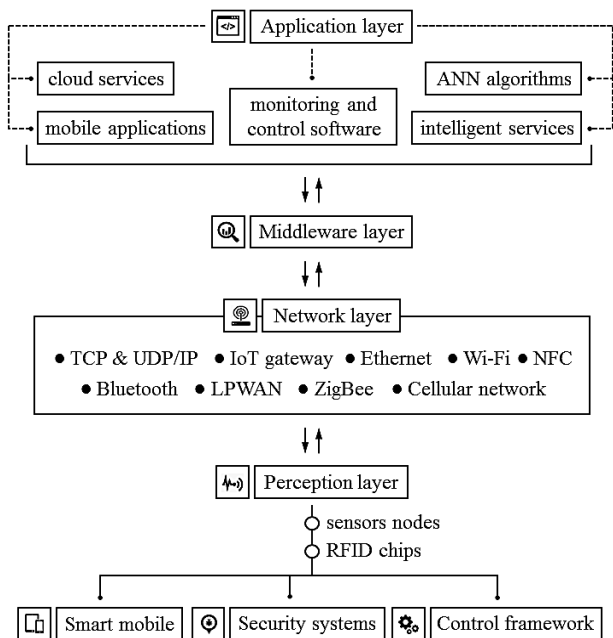 </> Application layer
cloud services
ANN algorithms
monitoring and
control software
mobile applications
intelligent services
Middleware layer
Network layer
● TCP & UDP/IP ● IoT gateway ● Ethernet ● Wi-Fi ● NFC
● Bluetooth ● LPWAN ● ZigBee ● Cellular network
Perception layer
sensors nodes
RFID chips
Smart mobile Security systems Control framework